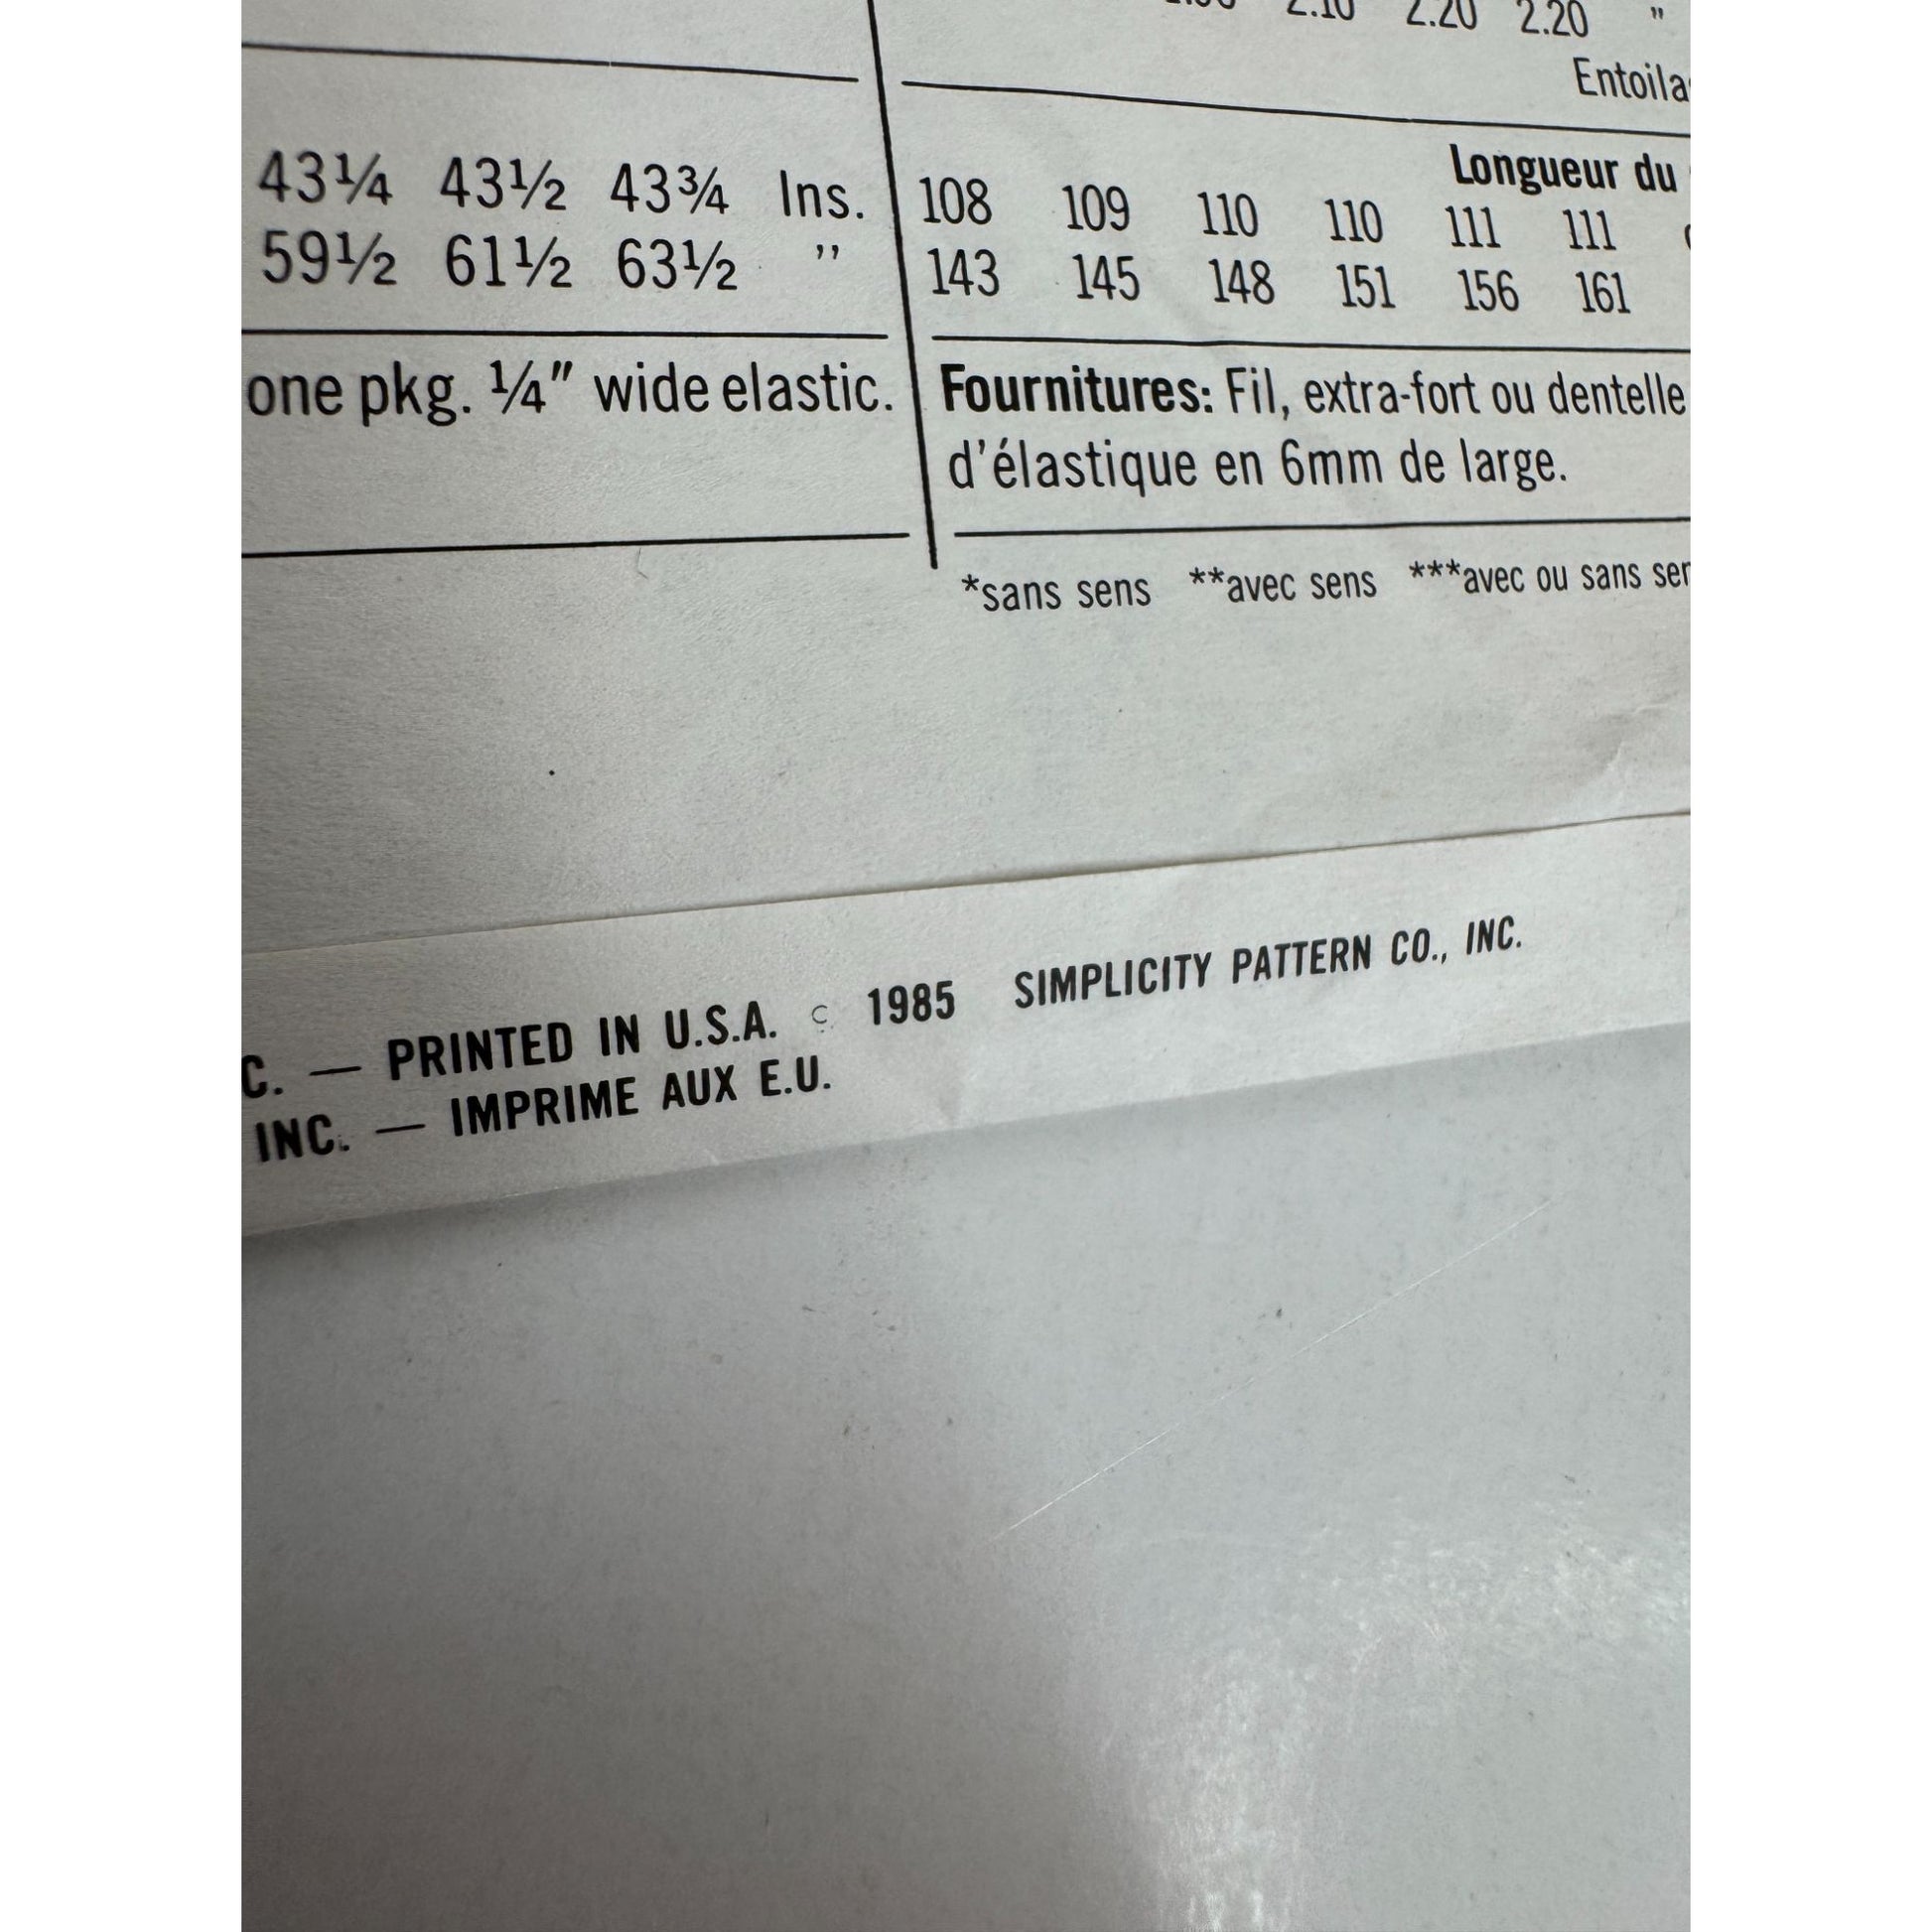 2.10 2.20 2.20 "
43¼ 43½ 43¾ Ins.
59½ 61½ 63½ "
one pkg. ¼" wide elastic.
Longueur du
108 109 110 110 111 111
143 145 148 151 156 161
Fournitures: Fil, extra-fort ou dentelle
d'élastique en 6mm de large.
*sans sens **avec sens ***avec ou sans
C. — PRINTED IN U.S.A. © 1985 SIMPLICITY PATTERN CO., INC.
INC. — IMPRIME AUX E.U.